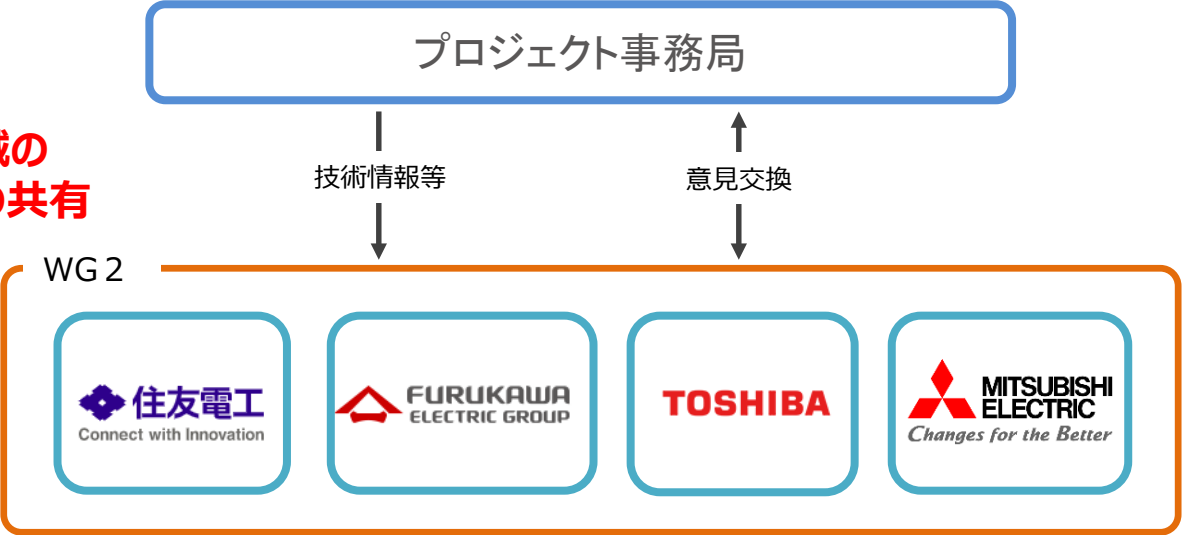 プロジェクト事務局
の
共有
技術情報等
意見交換
WG２
住友電工
Connect with Innovation
FURUKAWA
ELECTRIC GROUP
TOSHIBA
MITSUBISHI
ELECTRIC
Changes for the Better